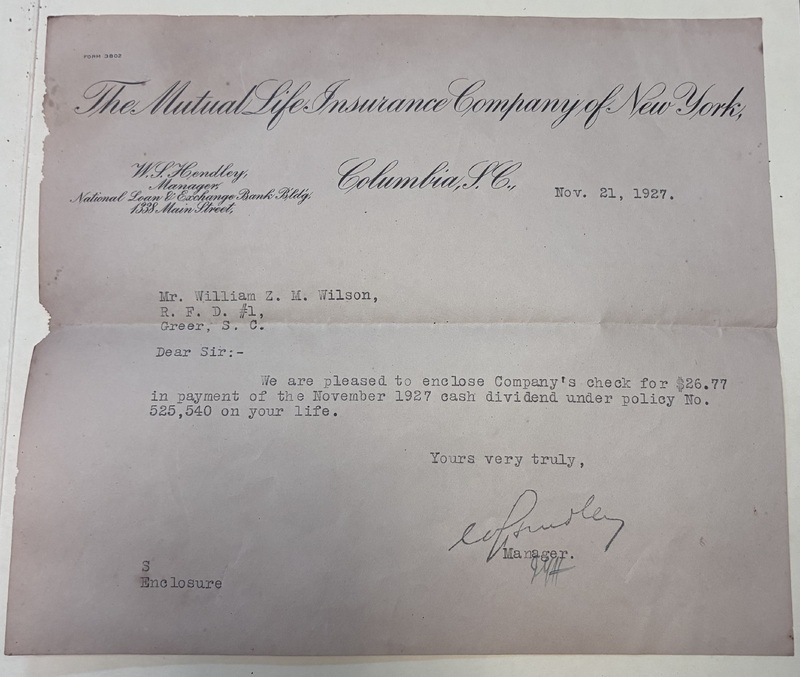 FORM 3802
The Mutual Life Insurance Company of New York,
W.S. Hendley,
Manager,
National Loan & Exchange Bank Bldg.
1338 Main Street,
Columbia, S.C.,
Nov. 21, 1927.
Mr. William Z. M. Wilson,
R. F. D. #1,
Greer, S. C.
Dear Sir:-
We are pleased to enclose Company's check for $26.77
in payment of the November 1927 cash dividend under policy No.
525,540 on your life.
Yours very truly,
Manager.
S
Enclosure